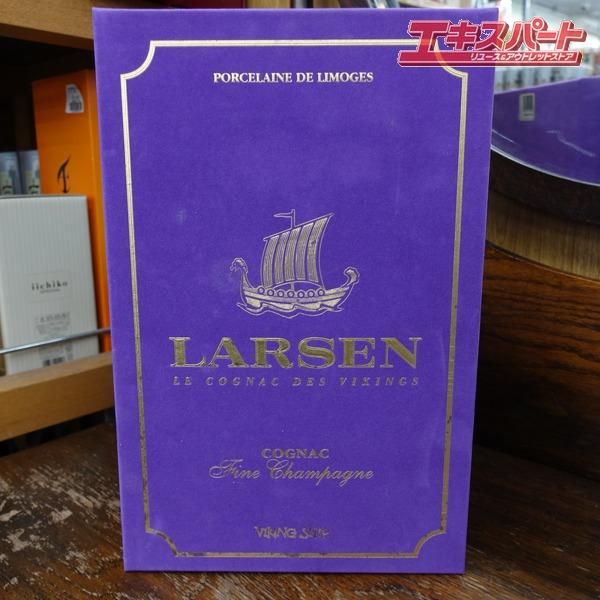 エキスパート
リユース&アウトレットストア
PORCELAINE DE LIMOGES
LARSEN
LE COGNAC DES VIKINGS
COGNAC
Fine Champagne
VIKING SHIP
iichiko